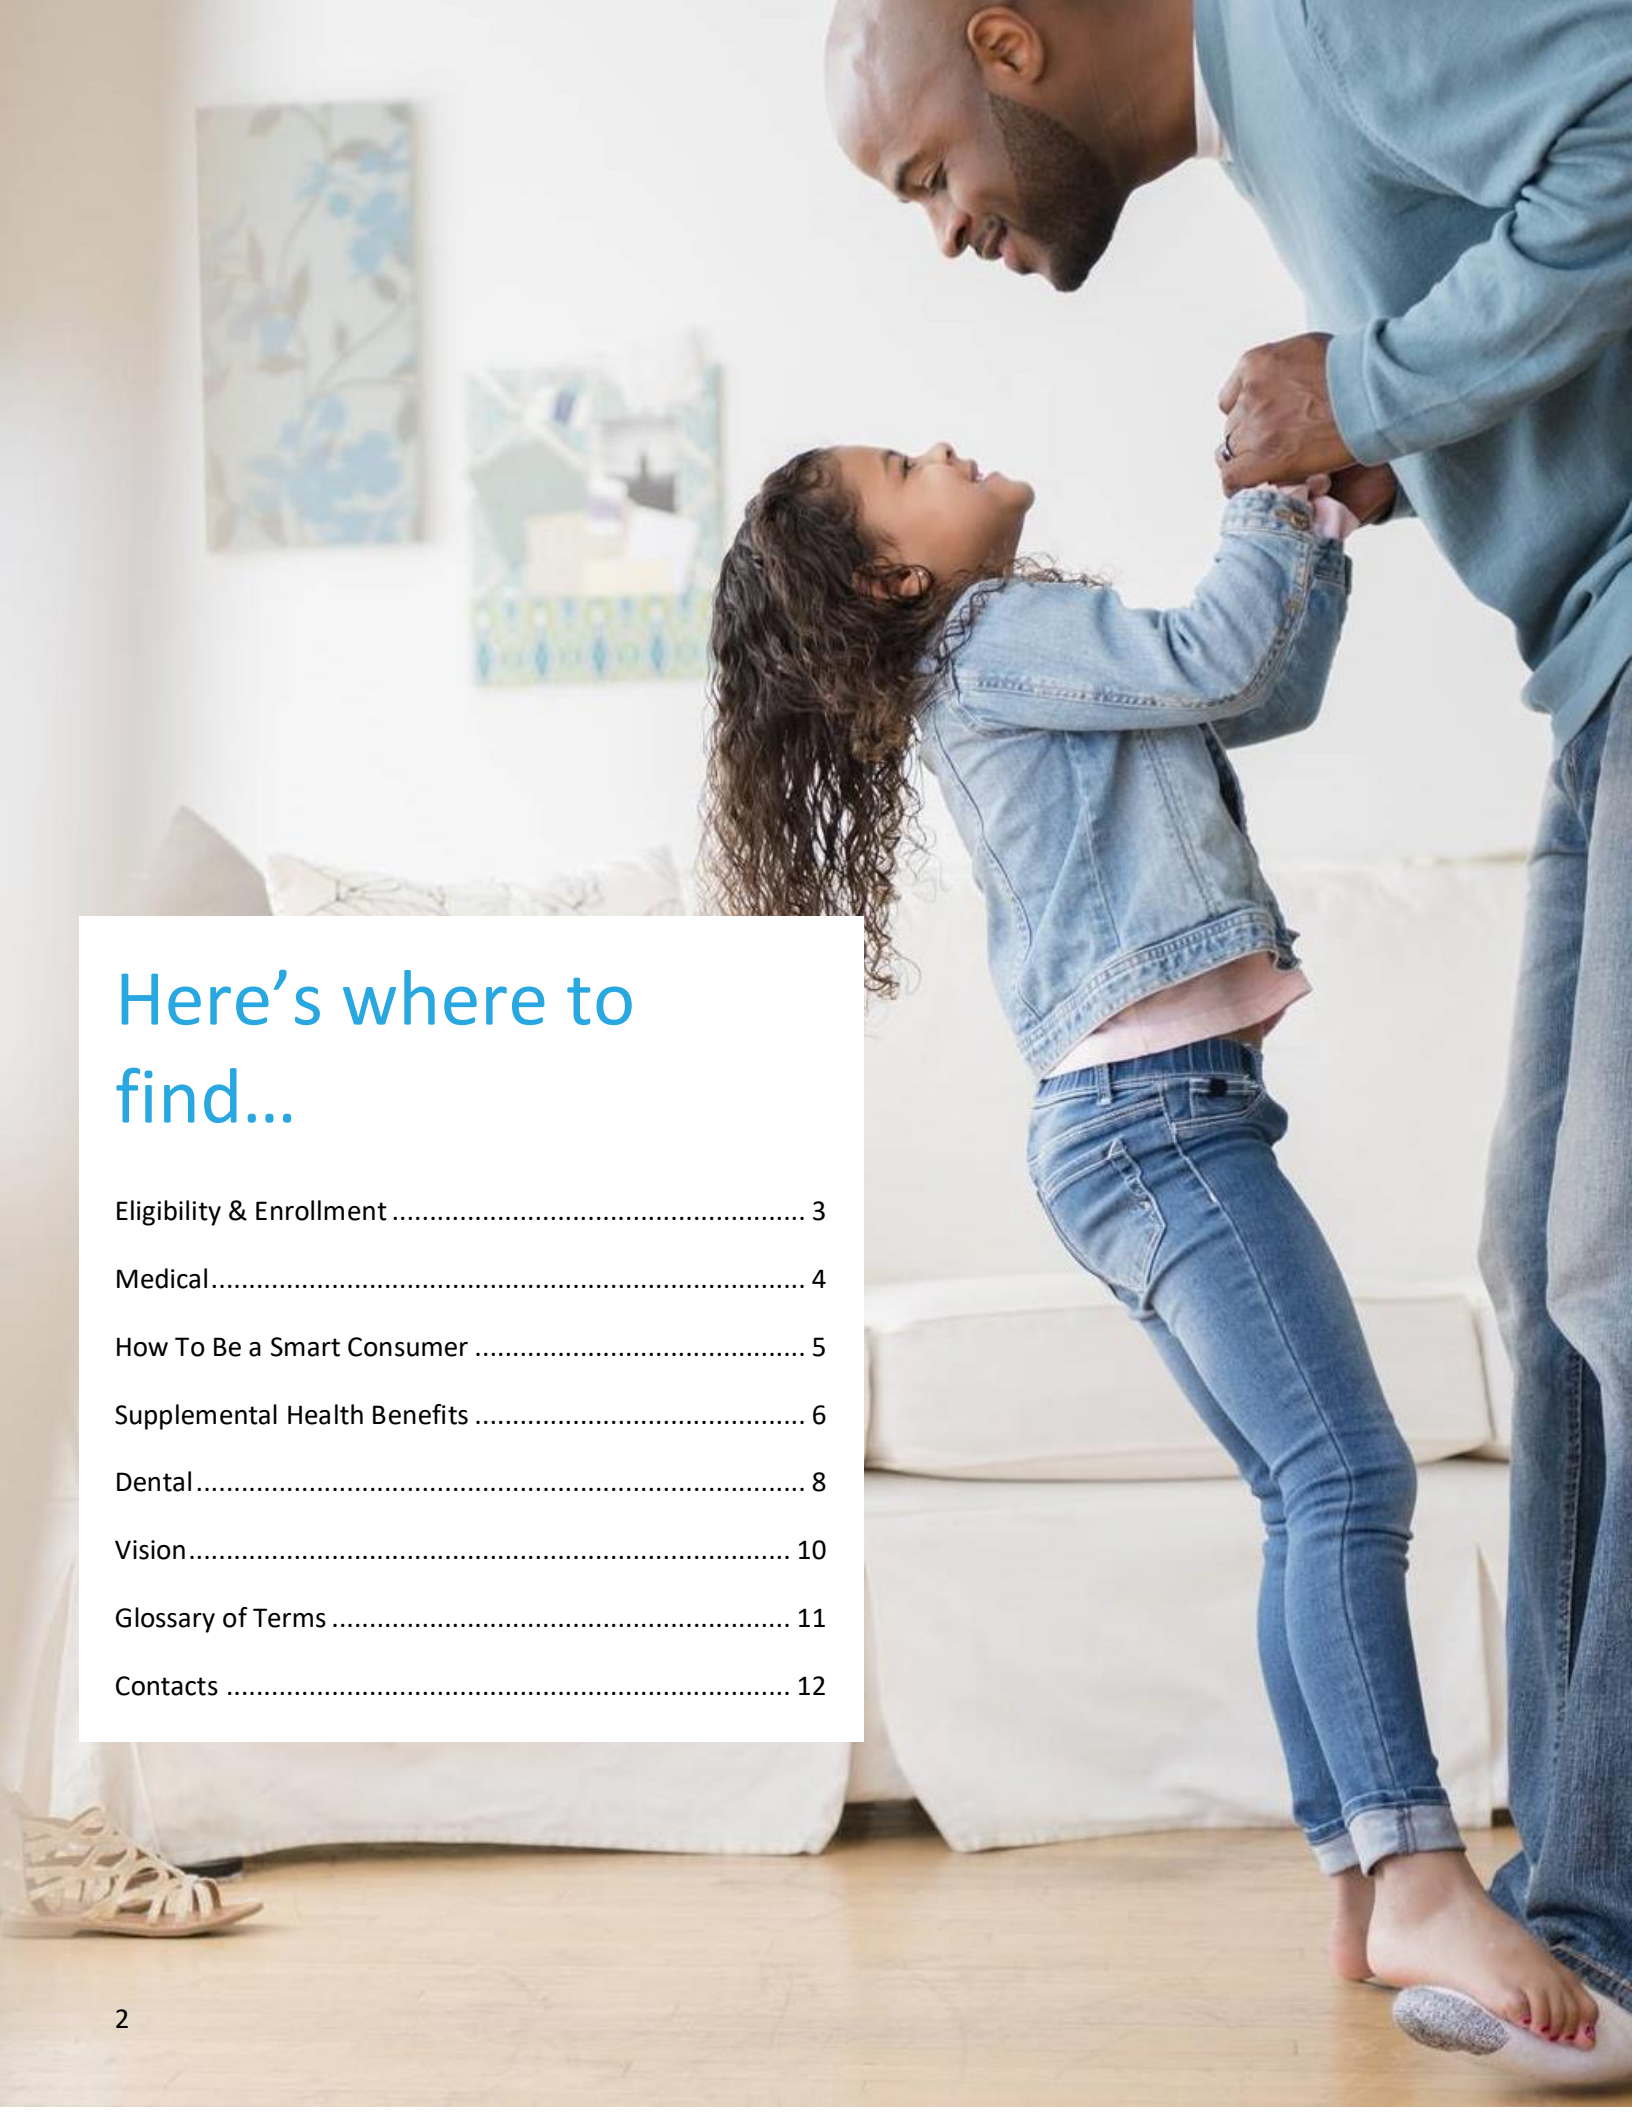 Here’s where to
find…
Eligibility & Enrollment ....................................................... 3
Medical............................................................................... 4
How To Be a Smart Consumer ............................................ 5
Supplemental Health Benefits ............................................ 6
Dental................................................................................. 8
Vision................................................................................ 10
Glossary of Terms ............................................................. 11
Contacts ........................................................................... 12
2